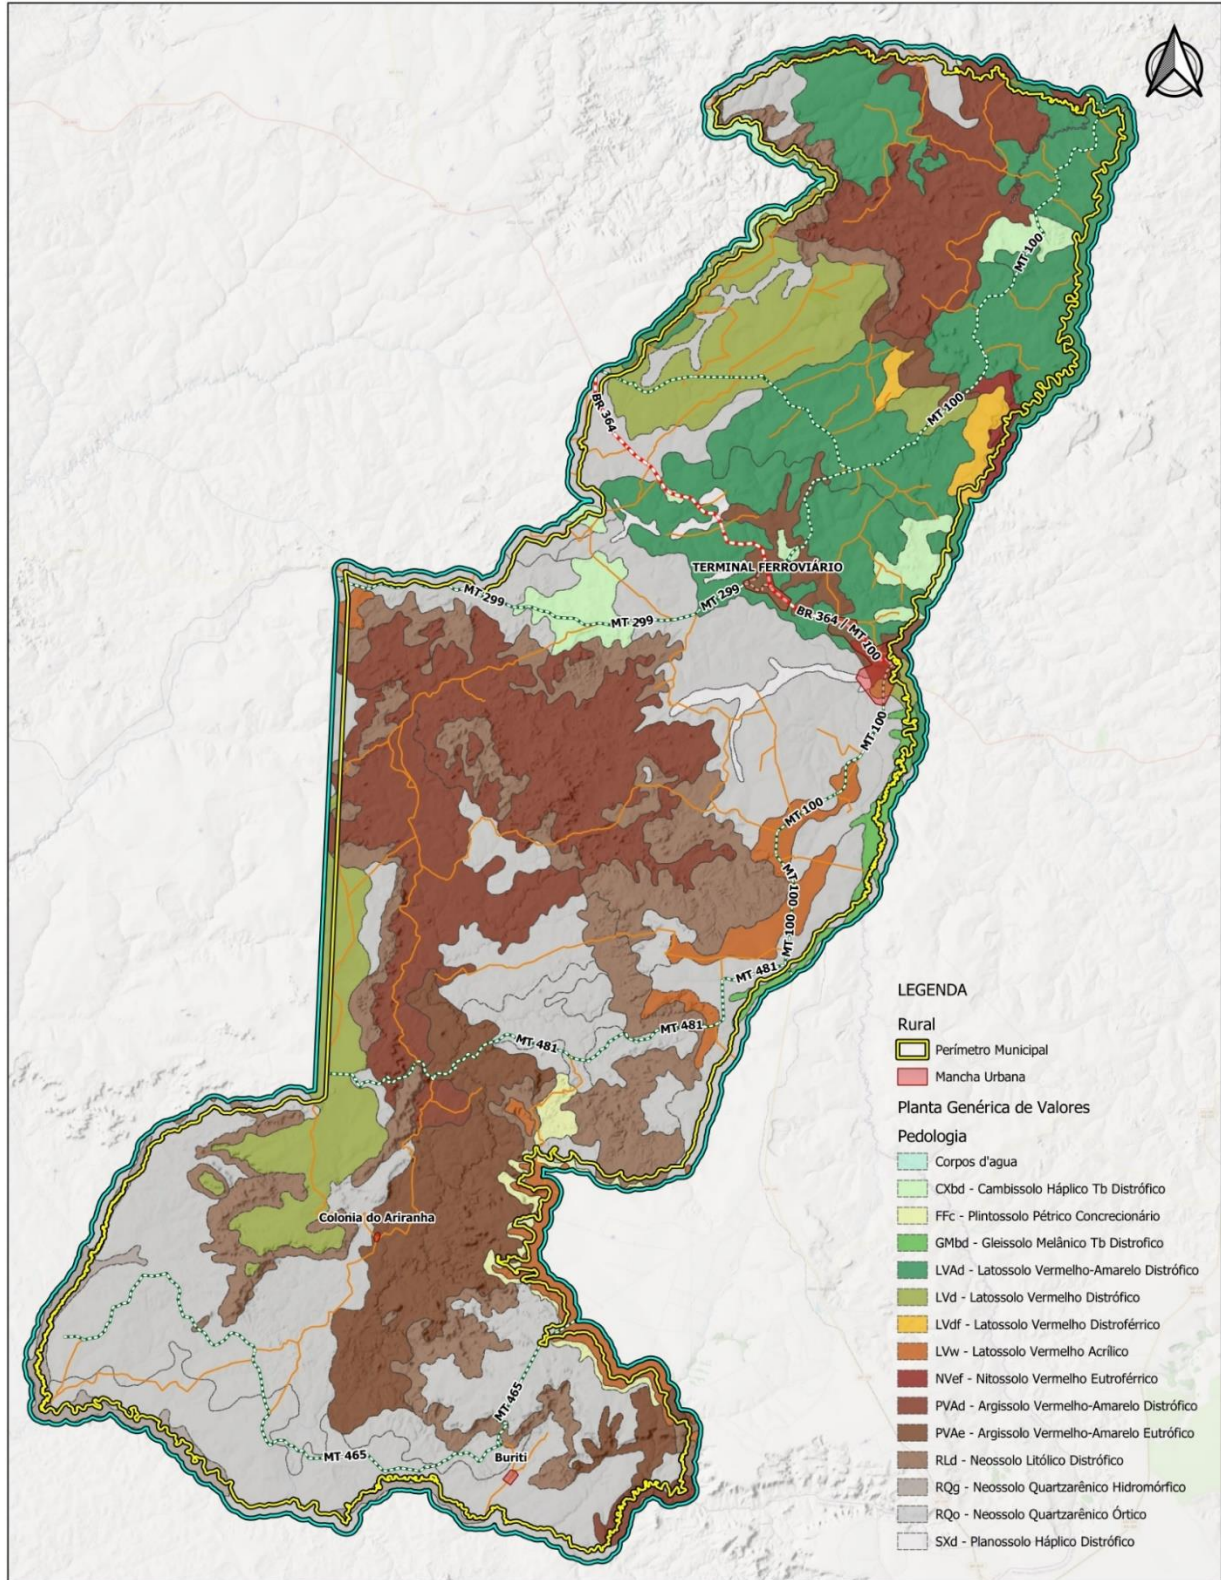 MT 100
BR 364
MT 100
TERMINAL FERROVIÁRIO
MT 299
MT 299
MT 299
BR 364 / MT 100
MT 100
MT 100
MT 100
MT 100
MT 481
MT 481
MT 481
Colonia do Ariranha
MT 465
MT 465
Buriti
LEGENDA
Rural
Perímetro Municipal
Mancha Urbana
Planta Genérica de Valores
Pedologia
Corpos d'agua
CXbd - Cambissolo Háplico Tb Distrófico
FFc - Plintossolo Pétrico Concrecionário
GMbd - Gleissolo Melânico Tb Distrofico
LVAd - Latossolo Vermelho-Amarelo Distrófico
LVd - Latossolo Vermelho Distrófico
LVdf - Latossolo Vermelho Distroférrico
LVw - Latossolo Vermelho Acrílico
NVef - Nitossolo Vermelho Eutroférrico
PVAd - Argissolo Vermelho-Amarelo Distrófico
PVAe - Argissolo Vermelho-Amarelo Eutrófico
RLd - Neossolo Litólico Distrófico
RQg - Neossolo Quartzarênico Hidromórfico
RQo - Neossolo Quartzarênico Órtico
SXd - Planossolo Háplico Distrófico